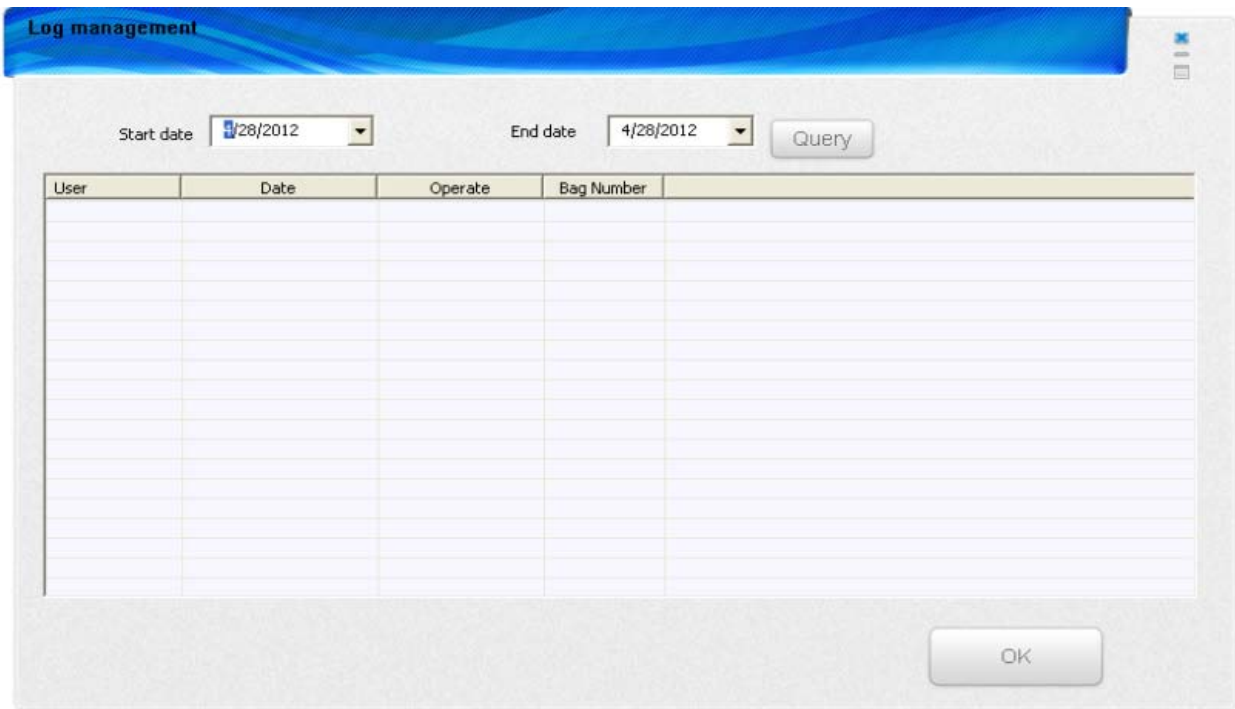 Log management
Start date 4/28/2012 End date 4/28/2012 Query
User Date Operate Bag Number
OK